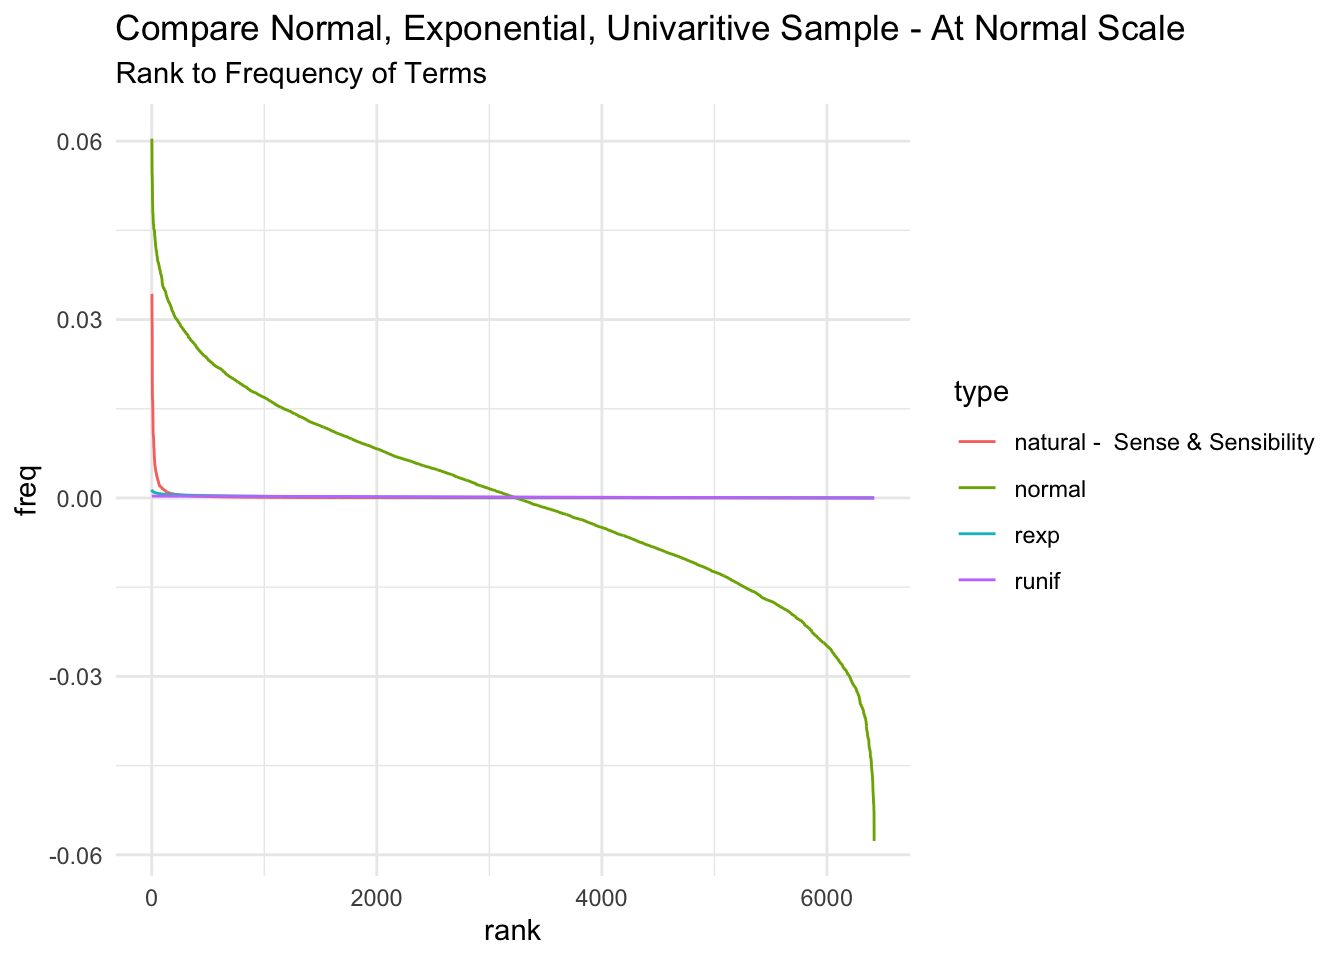 Compare Normal, Exponential, Univaritive Sample - At Normal Scale
Rank to Frequency of Terms
0.06
0.03
0.00
-0.03
-0.06
freq
0 2000 4000 6000
rank
type
natural -  Sense & Sensibility
normal
rexp
runif